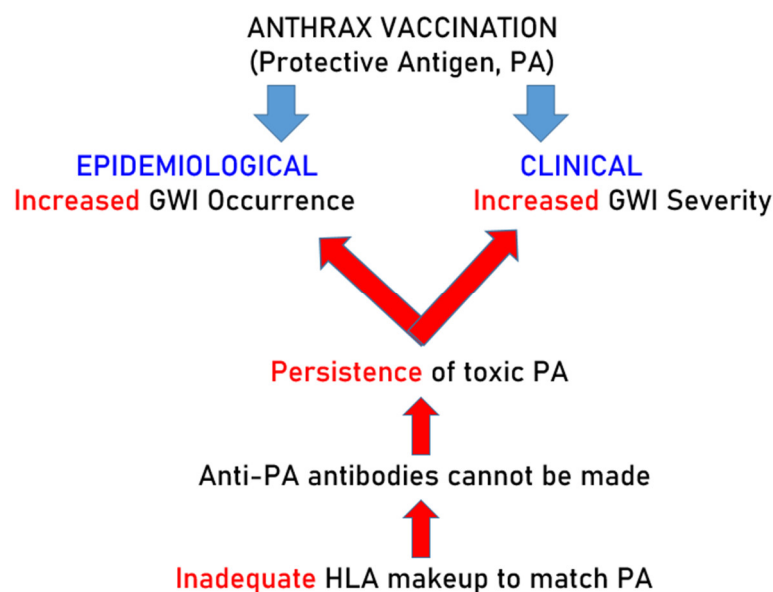 ANTHRAX VACCINATION
(Protective Antigen, PA)
EPIDEMIOLOGICAL
Increased GWI Occurrence
CLINICAL
Increased GWI Severity
Persistence of toxic PA
Anti-PA antibodies cannot be made
Inadequate HLA makeup to match PA